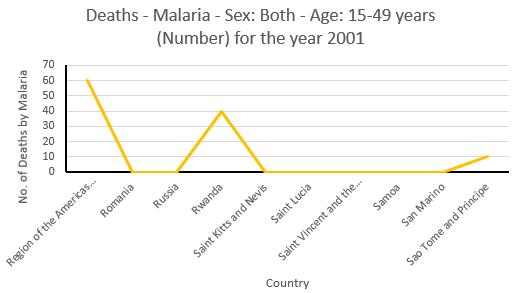 Deaths - Malaria - Sex: Both - Age: 15-49 years
(Number) for the year 2001
No. of Deaths by Malaria
70
60
50
40
30
20
10
0
Region of the Americas...
Romania
Russia
Rwanda
Saint Kitts and Nevis
Saint Lucia
Saint Vincent and the...
Samoa
San Marino
Sao Tome and Principe
Country